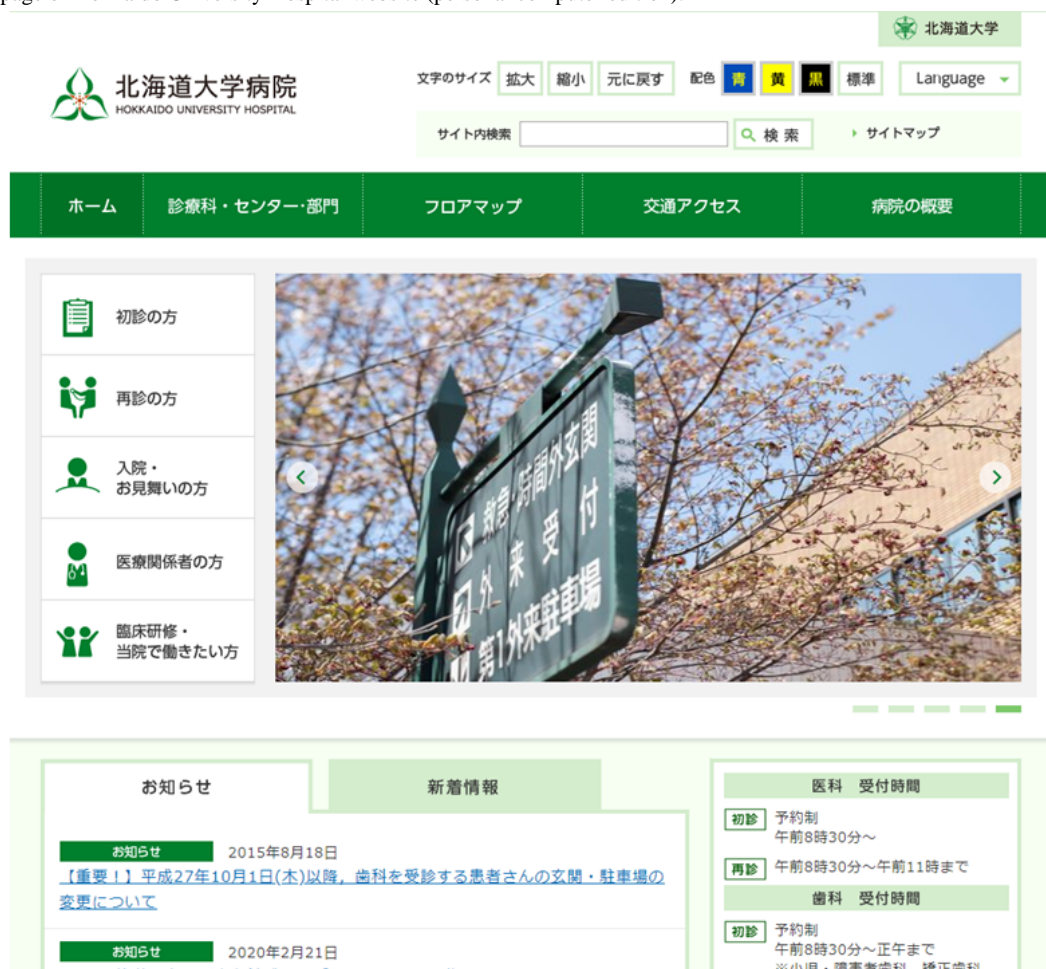 北海道大学
北海道大学病院
HOKKAIDO UNIVERSITY HOSPITAL
文字のサイズ 拡大 縮小 元に戻す 配色 青 黄 黒 標準 Language
サイト内検索 検索 サイトマップ
ホーム 診療科・センター・部門 フロアマップ 交通アクセス 病院の概要
初診の方
再診の方
入院・
お見舞いの方
医療関係者の方
臨床研修・
当院で働きたい方
救急・時間外玄関
外来受付
第1外来駐車場
お知らせ 新着情報
お知らせ 2015年8月18日
【重要！】平成27年10月1日(木)以降，歯科を受診する患者さんの玄関・駐車場の
変更について
お知らせ 2020年2月21日
医科 受付時間
初診 予約制
午前8時30分～
再診 午前8時30分～午前11時まで
歯科 受付時間
初診 予約制
午前8時30分～正午まで